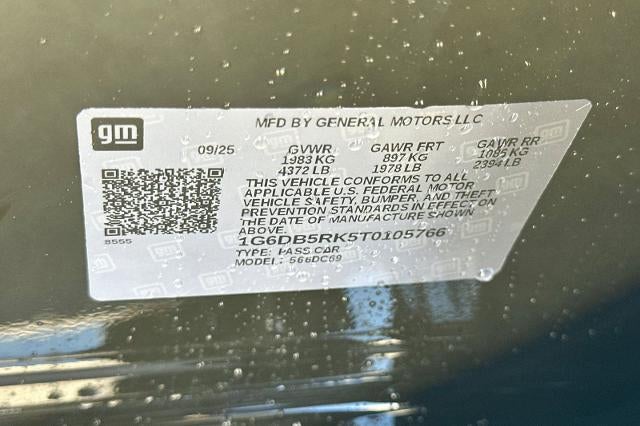 gm
MFD BY GENERAL MOTORS LLC
09/25 GVWR GAWR FRT GAWR RR
1983 KG 897 KG 1086 KG
4372 LB 1978 LB 2394 LB
THIS VEHICLE CONFORMS TO ALL
APPLICABLE U.S. FEDERAL MOTOR
VEHICLE SAFETY, BUMPER, AND THEFT
PREVENTION STANDARDS IN EFFECT ON
THE DATE OF MANUFACTURE SHOWN
ABOVE.
8555
1G6DB5RK5T0105766
TYPE: PASS CAR
MODEL: 566DC69